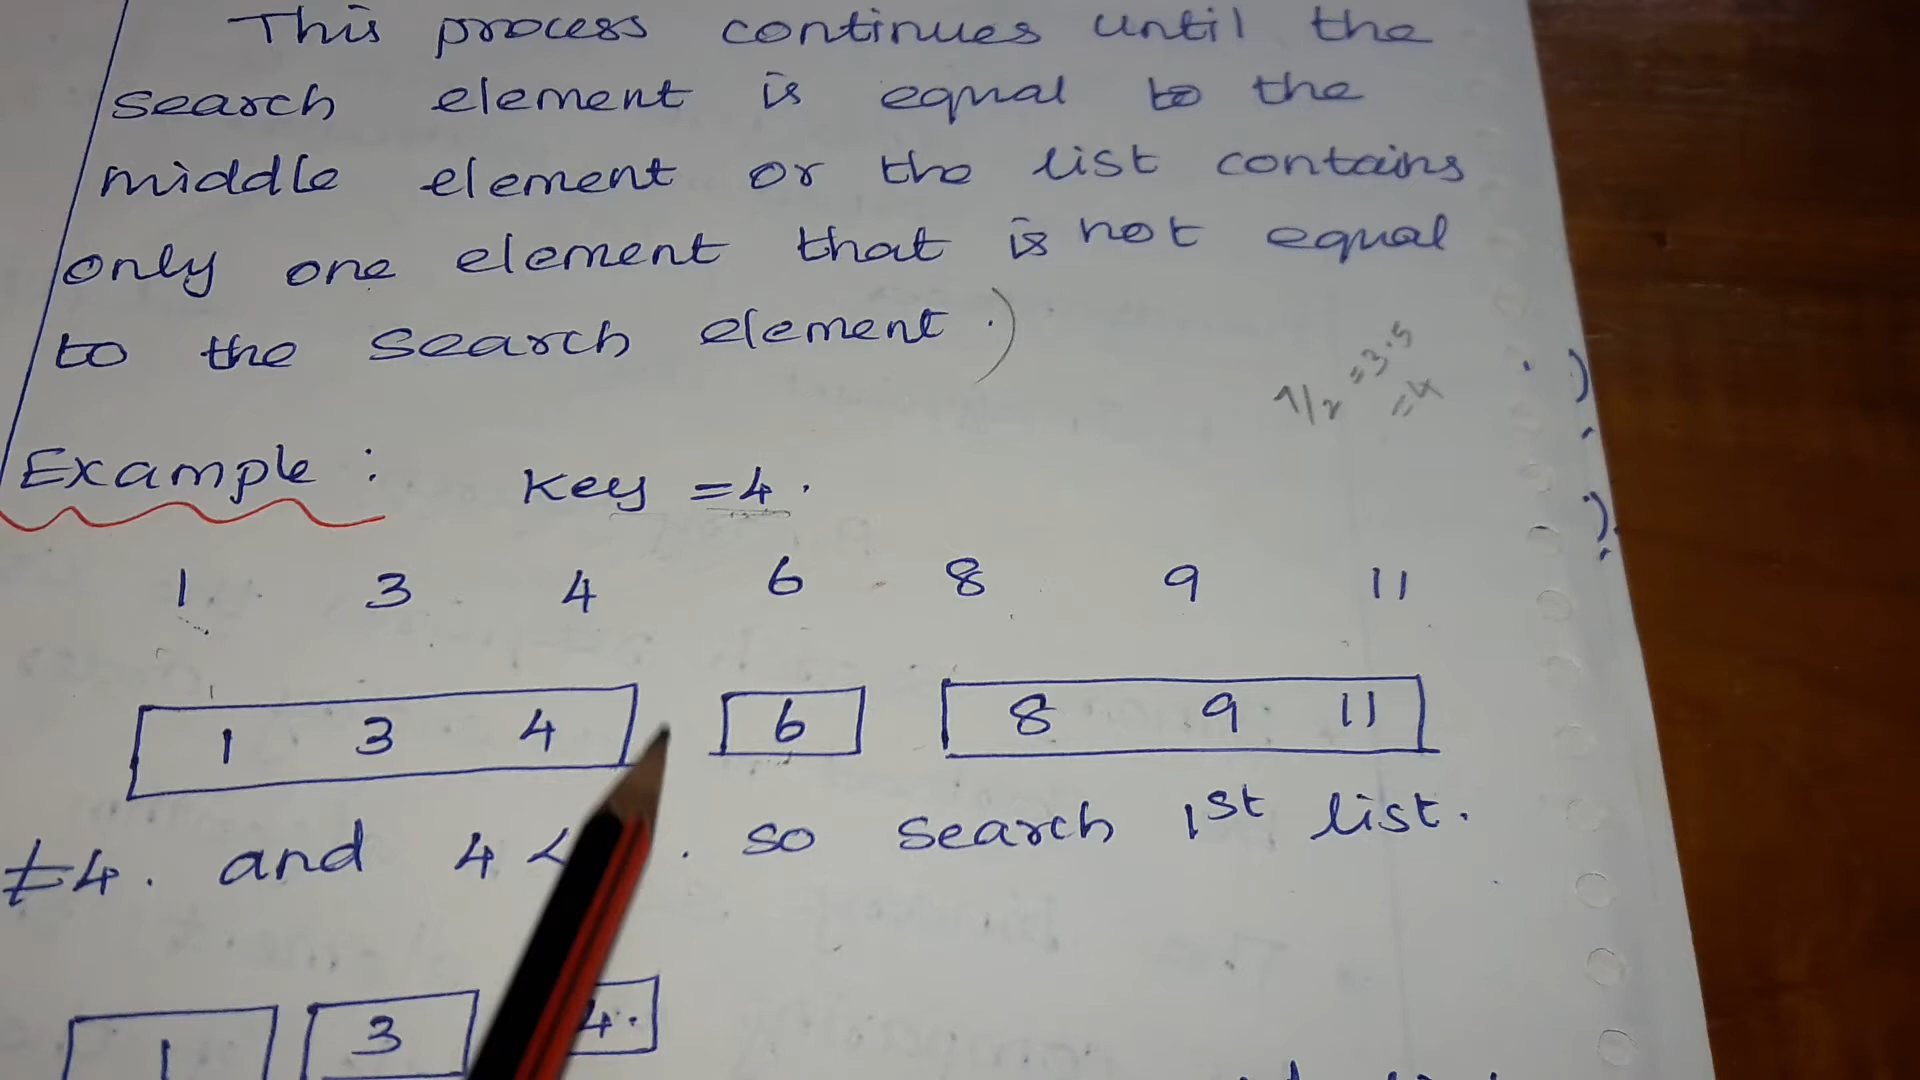 This process continues until the
search element is equal to the
middle element or the list contains
only one element that is not equal
to the search element.)
7/2 = 3.5
= 4
Example : Key = 4.
1 3 4 6 8 9 11
1 3 4 6 8 9 11
≠4. and 4 < . so search 1st list.
1 3 4.